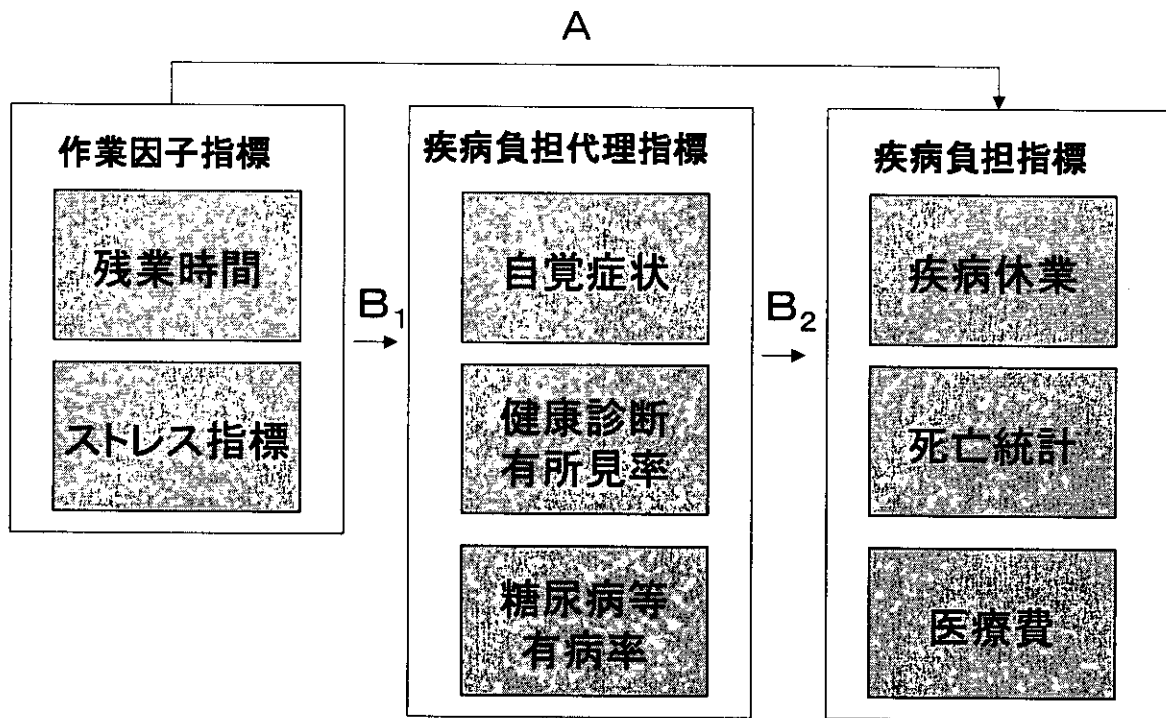 A
作業因子指標
残業時間
ストレス指標
B1
疾病負担代理指標
自覚症状
健康診断
有所見率
糖尿病等
有病率
B2
疾病負担指標
疾病休業
死亡統計
医療費